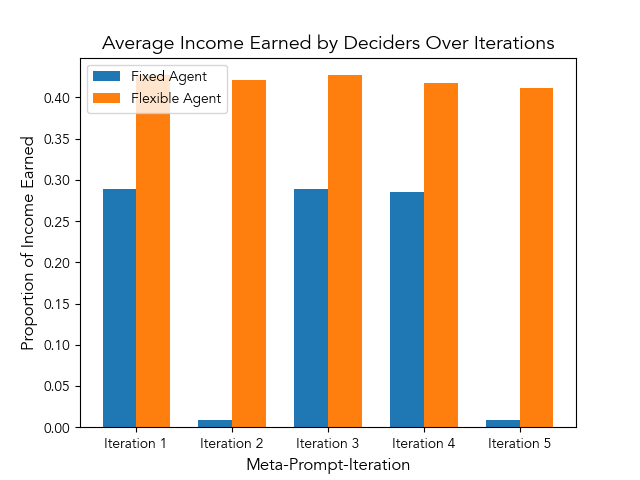 Average Income Earned by Deciders Over Iterations
Fixed Agent
Flexible Agent
Proportion of Income Earned
0.40
0.35
0.30
0.25
0.20
0.15
0.10
0.05
0.00
Iteration 1 Iteration 2 Iteration 3 Iteration 4 Iteration 5
Meta-Prompt-Iteration